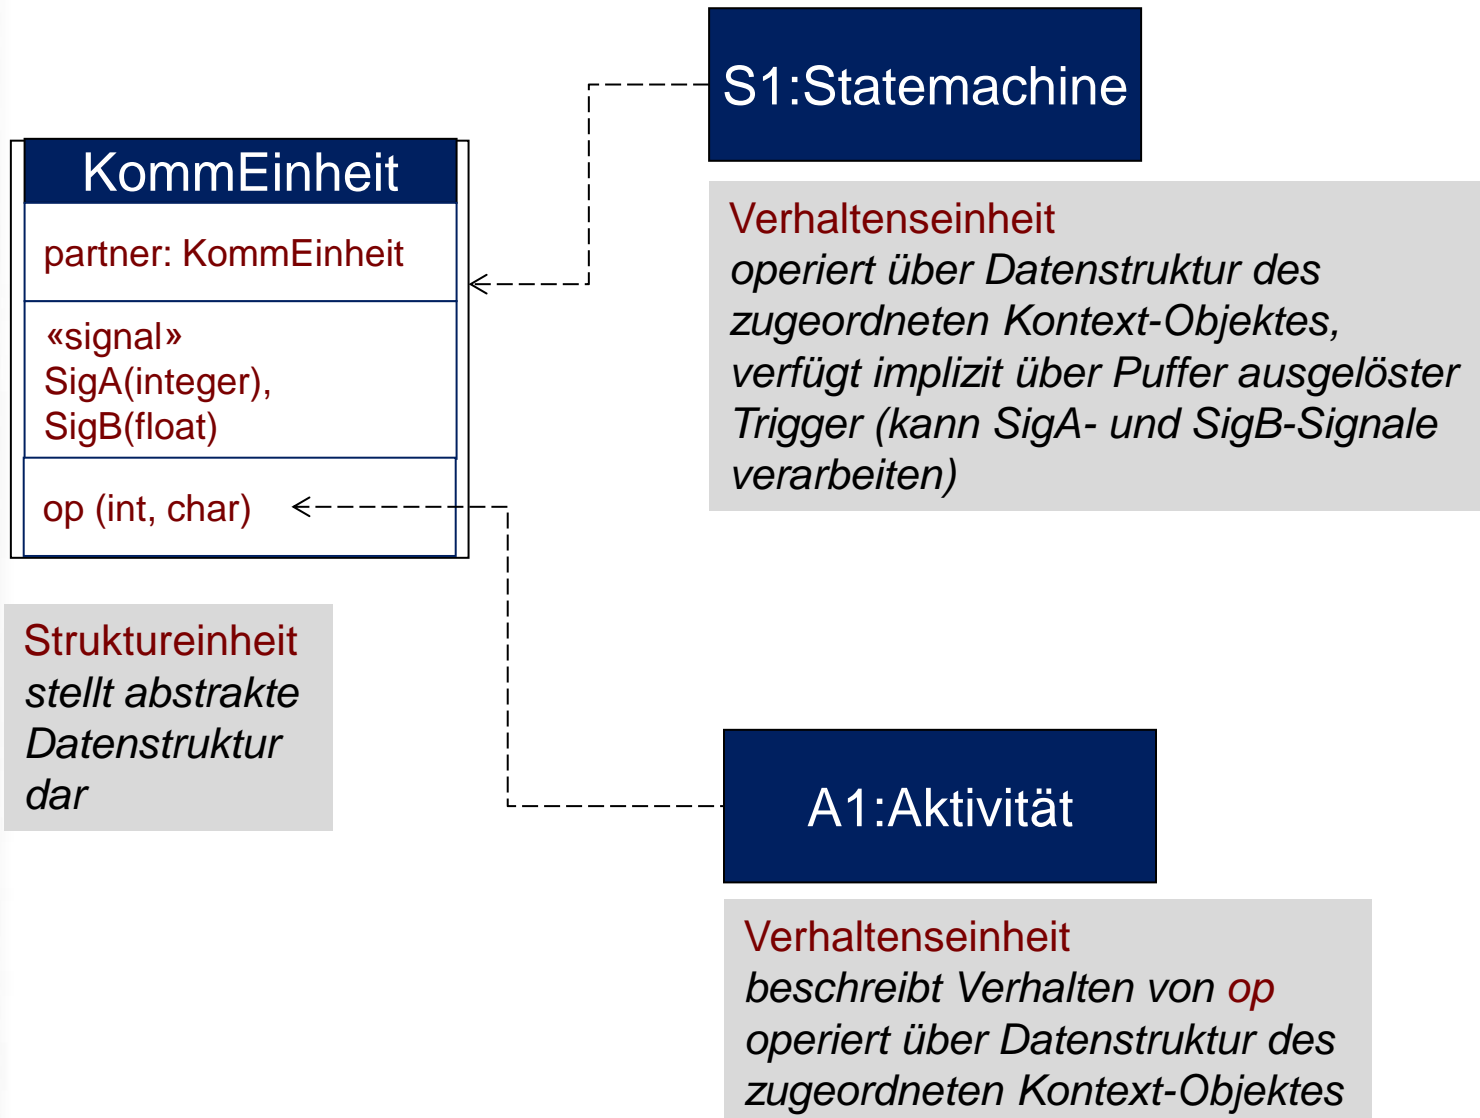 S1:Statemachine
KommEinheit
partner: KommEinheit
«signal»
SigA(integer),
SigB(float)
op (int, char)
Verhaltenseinheit
operiert über Datenstruktur des
zugeordneten Kontext-Objektes,
verfügt implizit über Puffer ausgelöster
Trigger (kann SigA- und SigB-Signale
verarbeiten)
Struktureinheit
stellt abstrakte
Datenstruktur
dar
A1:Aktivität
Verhaltenseinheit
beschreibt Verhalten von op
operiert über Datenstruktur des
zugeordneten Kontext-Objektes